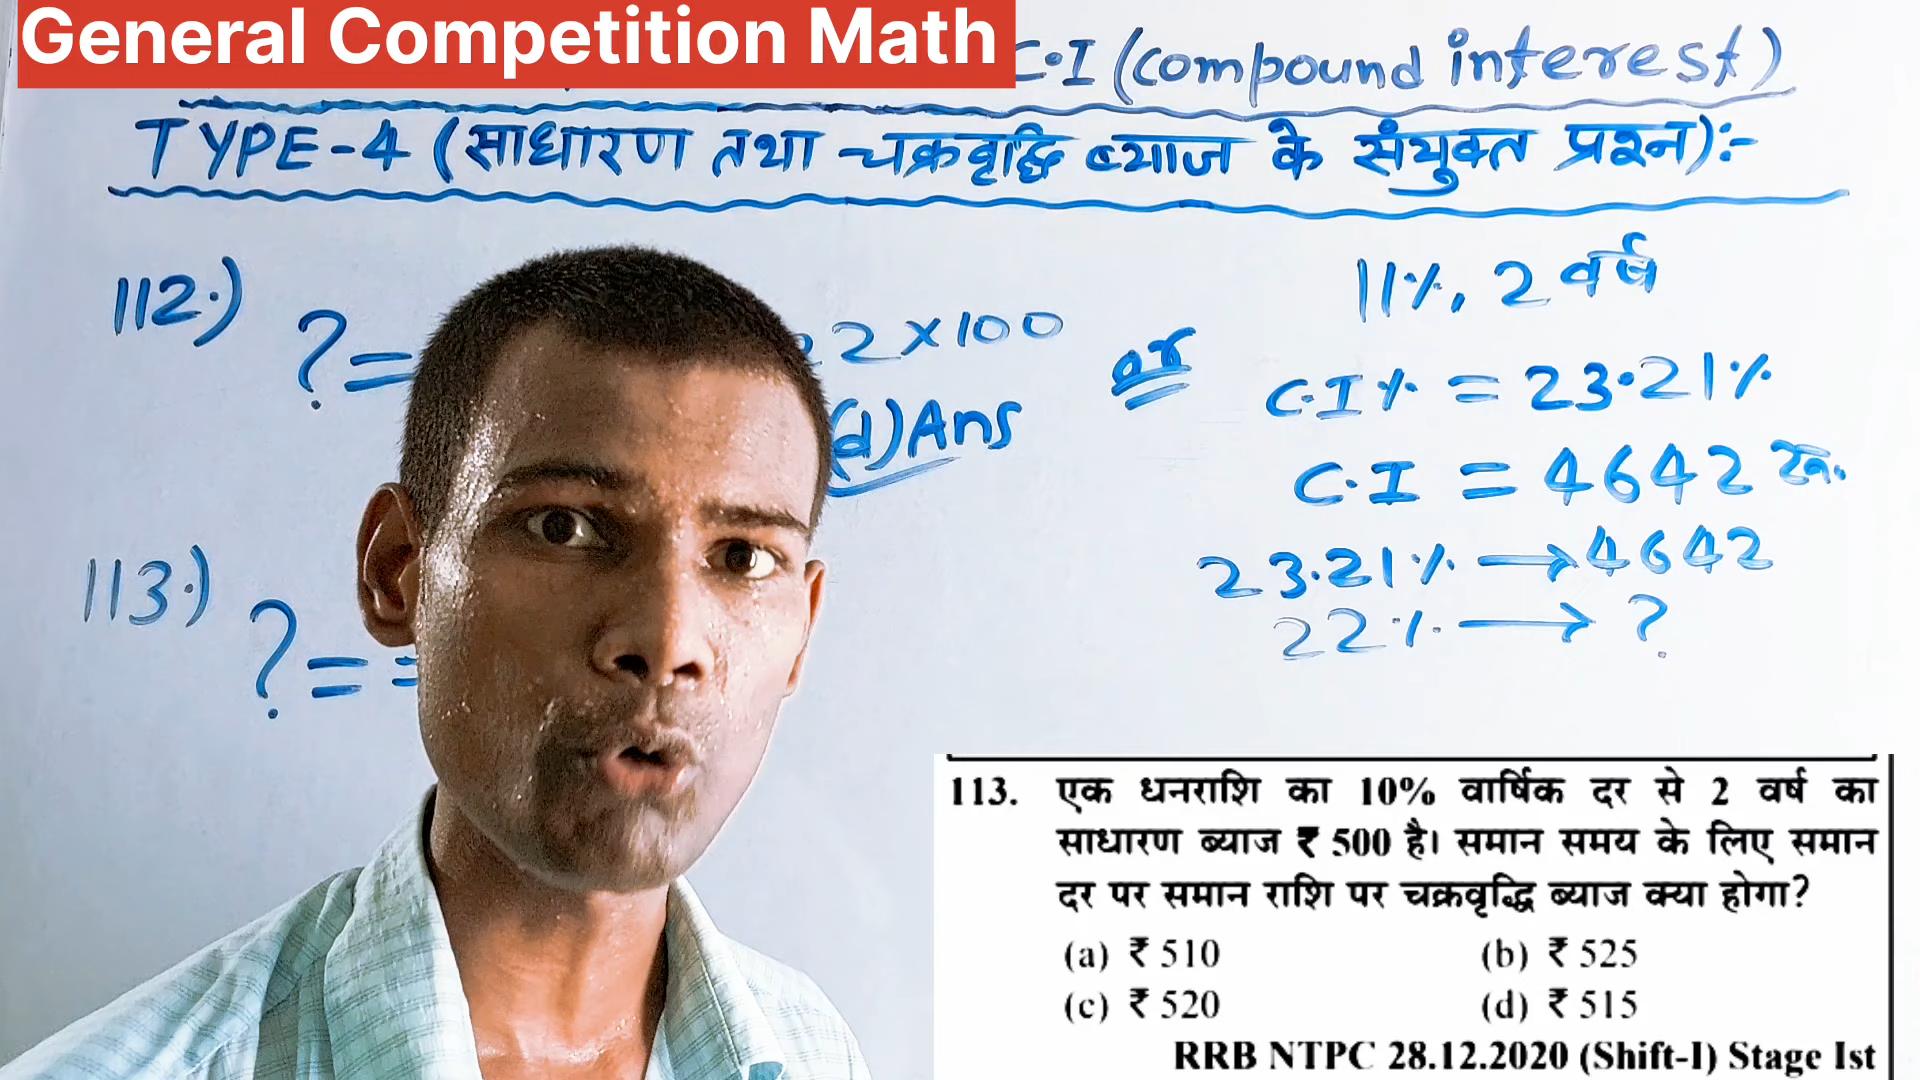 General Competition Math
C.I (compound interest)
TYPE-4 (साधारण तथा चक्रवृद्धि ब्याज के संयुक्त प्रश्न):-
112.)
? =
22×100
(d) Ans
or
11%, 2 वर्ष
C.I% = 23.21%
C.I = 4642 रु.
23.21% → 4642
22% → ?
113.)
? = =
113. एक धनराशि का 10% वार्षिक दर से 2 वर्ष का
साधारण ब्याज ₹ 500 है। समान समय के लिए समान
दर पर समान राशि पर चक्रवृद्धि ब्याज क्या होगा?
(a) ₹ 510 (b) ₹ 525
(c) ₹ 520 (d) ₹ 515
RRB NTPC 28.12.2020 (Shift-I) Stage Ist